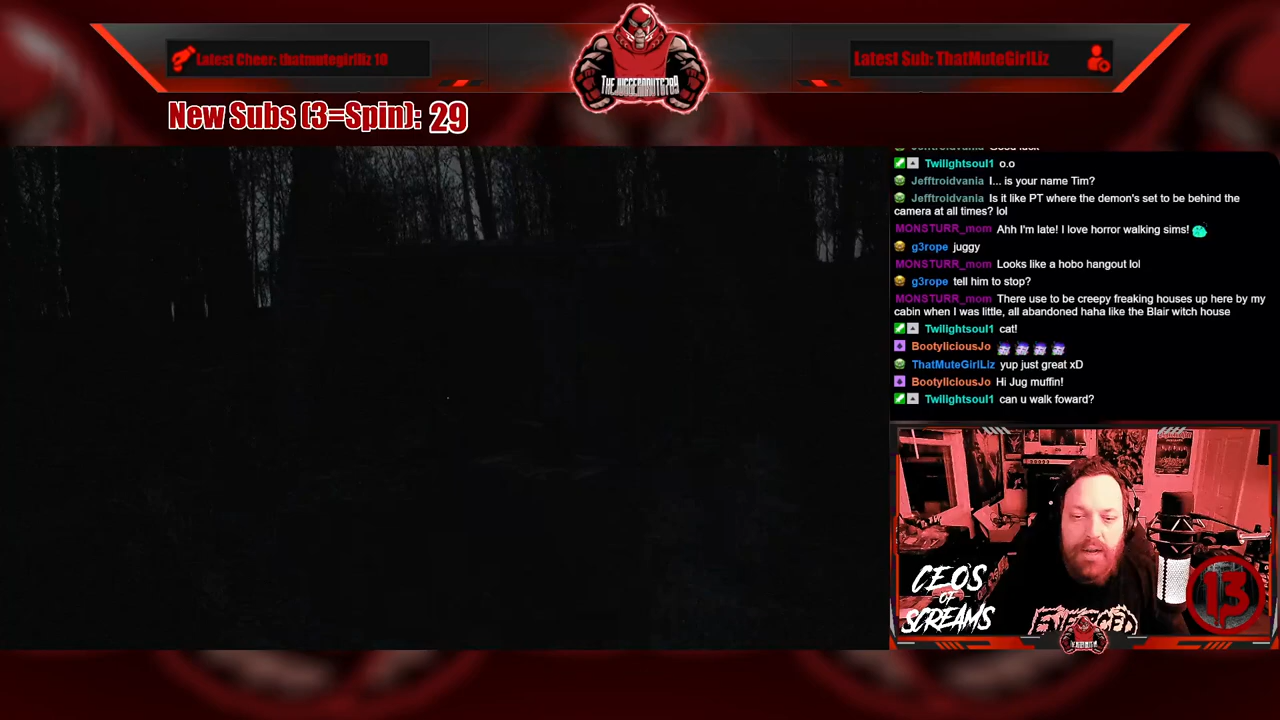 Latest Cheer: thatmutegirlliz 10
THEJUGGERNAUT6789
Latest Sub: ThatMuteGirlLiz
New Subs (3=Spin): 29
Twilightsoul1 o.o
Jefftroidvania I... is your name Tim?
Jefftroidvania Is it like PT where the demon's set to be behind the
camera at all times? lol
MONSTURR_mom Ahh I'm late! I love horror walking sims!
g3rope juggy
MONSTURR_mom Looks like a hobo hangout lol
g3rope tell him to stop?
MONSTURR_mom There use to be creepy freaking houses up here by my
cabin when I was little, all abandoned haha like the Blair witch house
Twilightsoul1 cat!
BootyliciousJo
ThatMuteGirlLiz yup just great xD
BootyliciousJo Hi Jug muffin!
Twilightsoul1 can u walk foward?
CEO'S
OF
SCREAMS
13